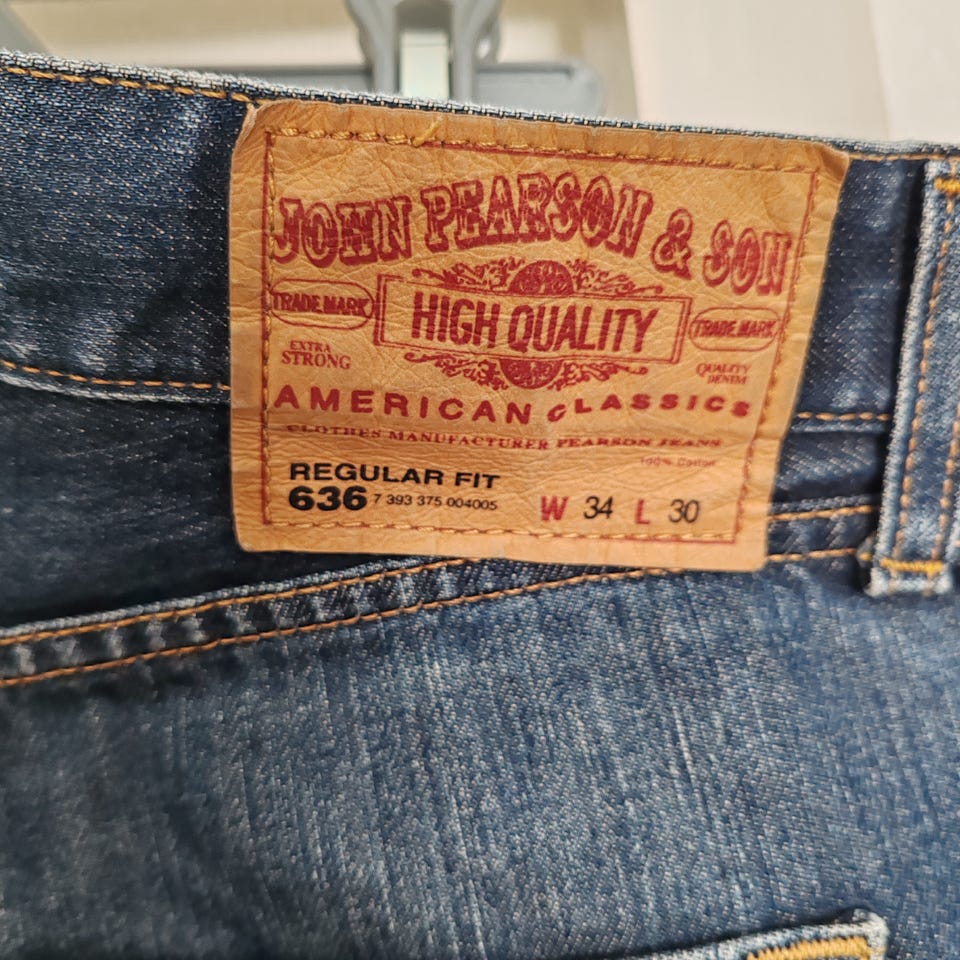 JOHN PEARSON & SON
TRADE MARK
HIGH QUALITY
TRADE MARK
EXTRA
STRONG
QUALITY
DENIM
AMERICAN CLASSICS
CLOTHES MANUFACTURER PEARSON JEANS
100% Cotton
REGULAR FIT
636 7 393 375 004005
W 34 L 30